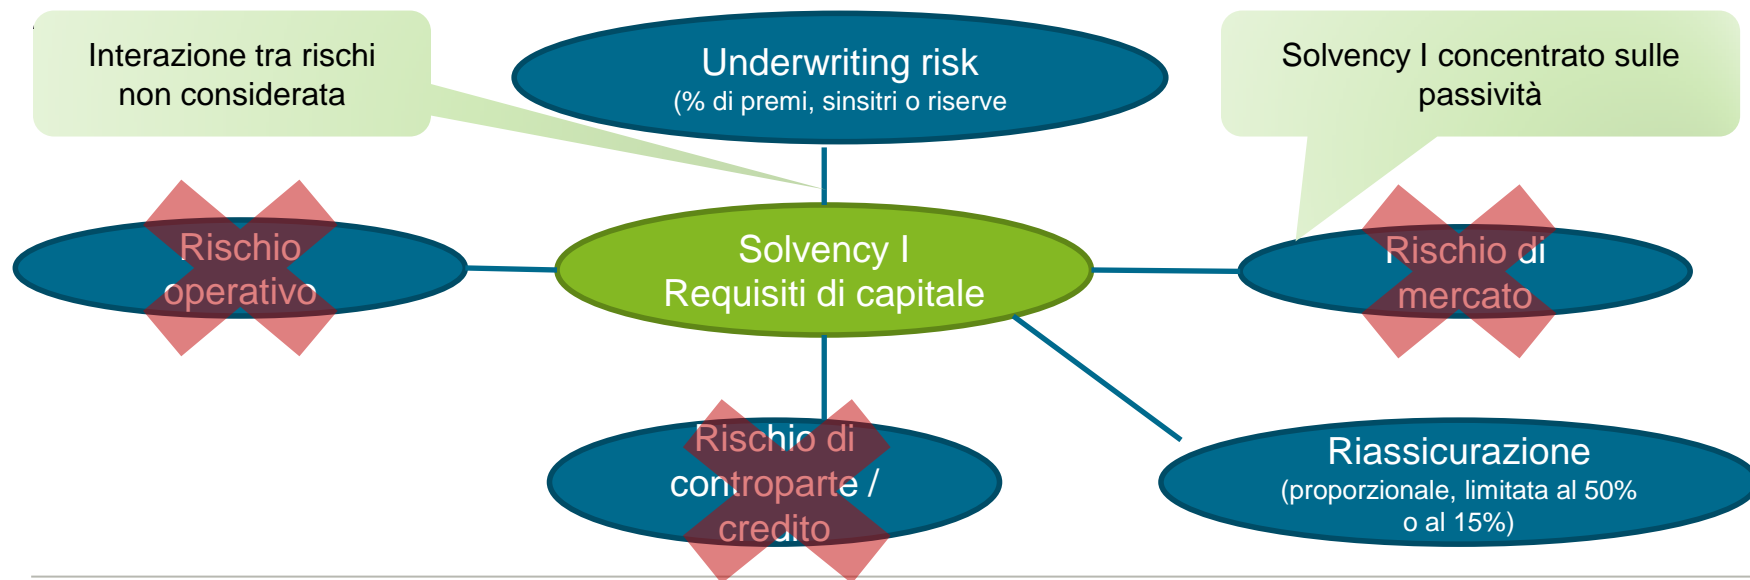 Interazione tra rischi
non considerata
Underwriting risk
(% di premi, sinsitri o riserve
Solvency I concentrato sulle
passività
Rischio
operativo
Solvency I
Requisiti di capitale
Rischio di
mercato
Rischio di
controparte /
credito
Riassicurazione
(proporzionale, limitata al 50%
o al 15%)